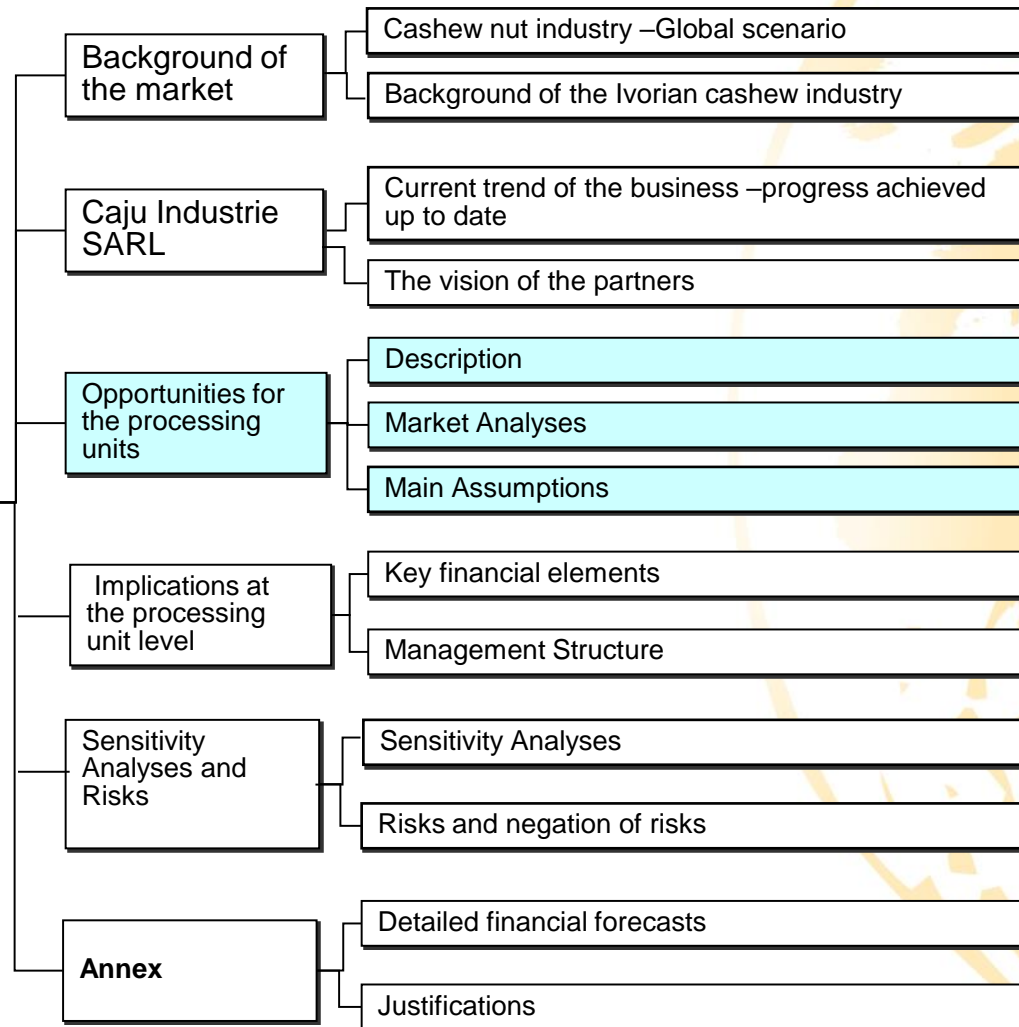 Background of
the market
Cashew nut industry –Global scenario
Background of the Ivorian cashew industry
Caju Industrie
SARL
Current trend of the business –progress achieved
up to date
The vision of the partners
Opportunities for
the processing
units
Description
Market Analyses
Main Assumptions
Implications at
the processing
unit level
Key financial elements
Management Structure
Sensitivity
Analyses and
Risks
Sensitivity Analyses
Risks and negation of risks
Annex
Detailed financial forecasts
Justifications